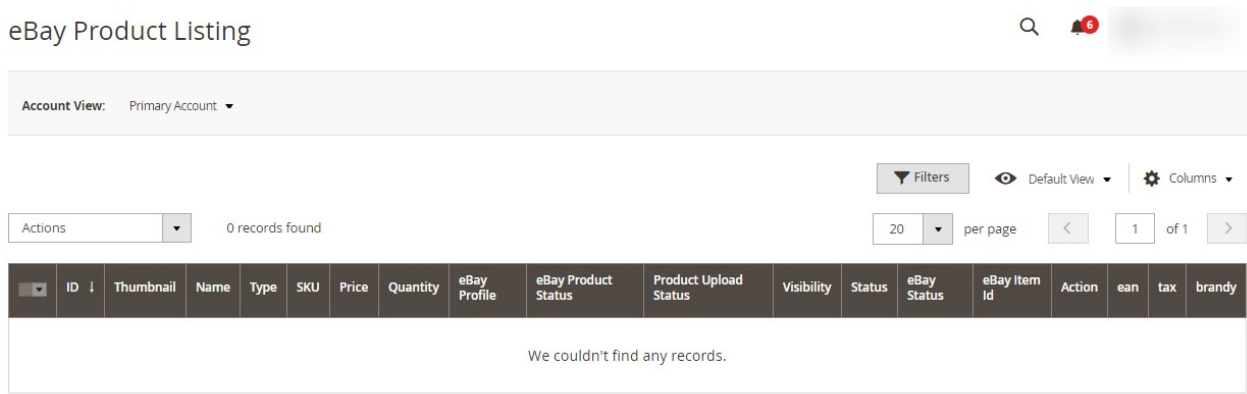 eBay Product Listing
6
Account View: Primary Account
Filters Default View Columns
Actions 0 records found 20 per page 1 of 1
ID ↓ Thumbnail Name Type SKU Price Quantity eBay Profile eBay Product Status Product Upload Status Visibility Status eBay Status eBay Item Id Action ean tax brandy
We couldn't find any records.